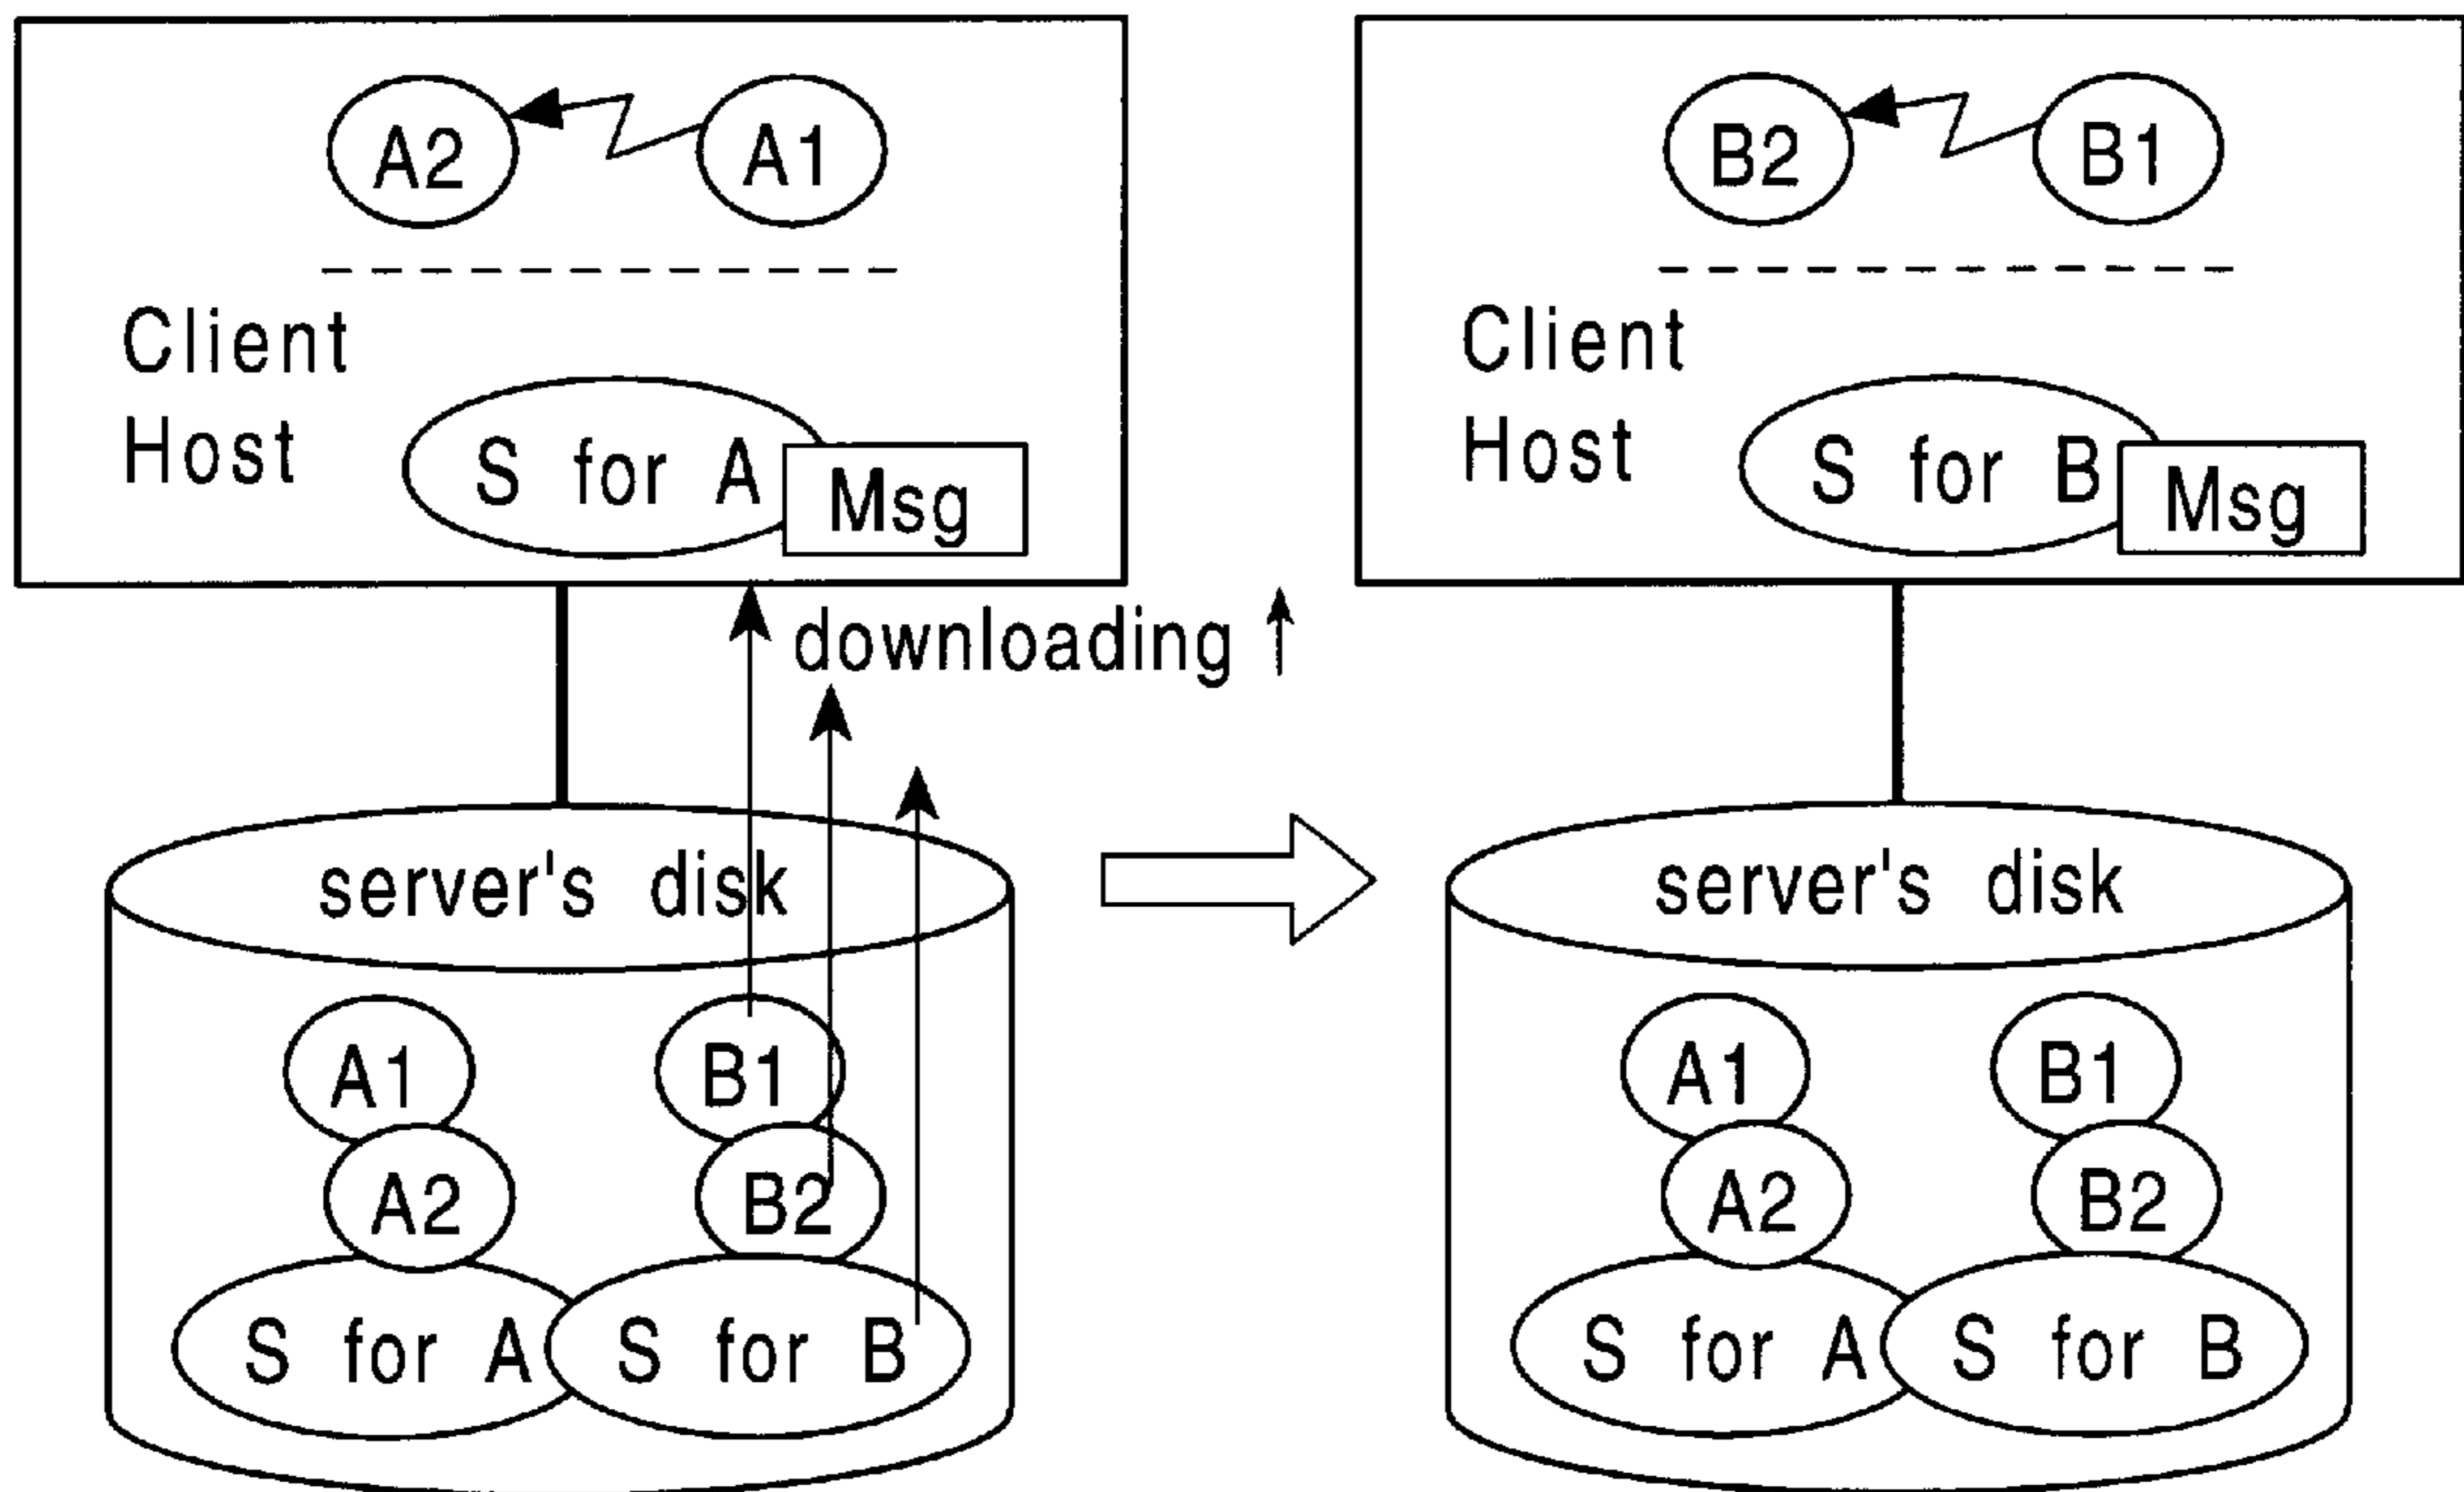 A2 A1
Client
Host
S for A
Msg
B2 B1
Client
Host
S for B
Msg
downloading ↑
server's disk
A1 B1
A2 B2
S for A S for B
server's disk
A1 B1
A2 B2
S for A S for B